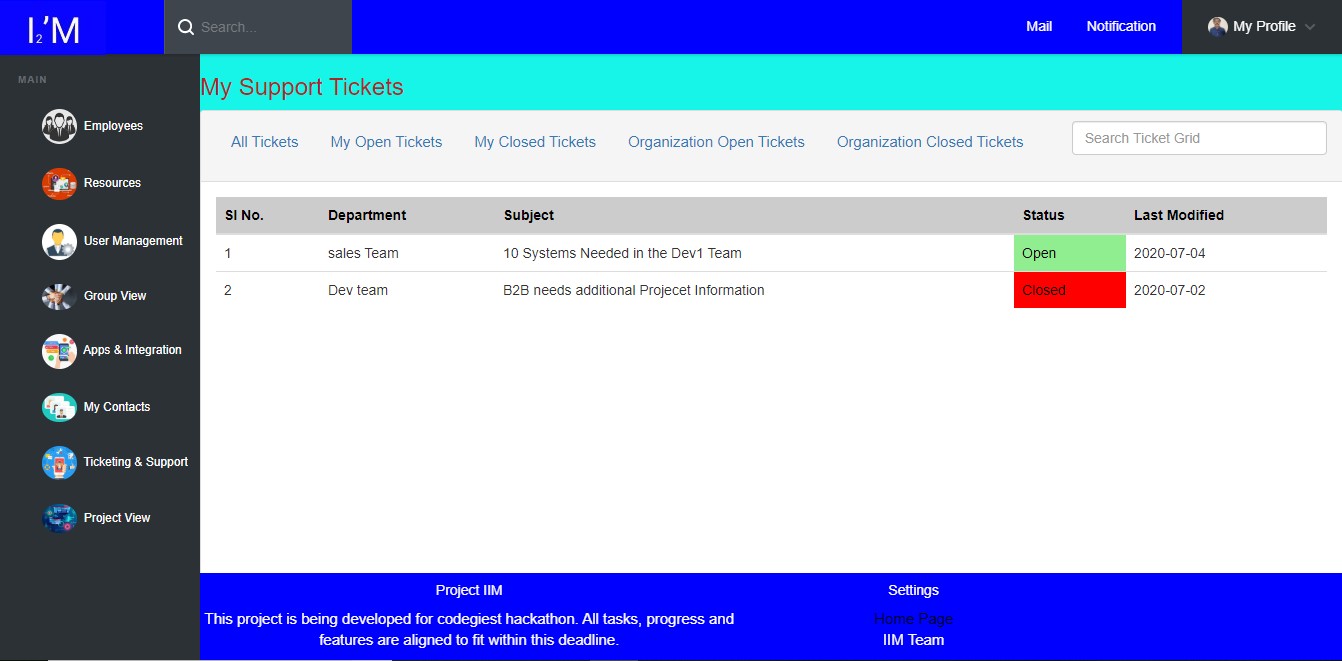 I2'M
Search...
Mail
Notification
My Profile
MAIN
Employees
Resources
User Management
Group View
Apps & Integration
My Contacts
Ticketing & Support
Project View
My Support Tickets
All Tickets
My Open Tickets
My Closed Tickets
Organization Open Tickets
Organization Closed Tickets
Search Ticket Grid
Sl No. Department Subject Status Last Modified
1 sales Team 10 Systems Needed in the Dev1 Team Open 2020-07-04
2 Dev team B2B needs additional Projecet Information Closed 2020-07-02
Project IIM
This project is being developed for codegiest hackathon. All tasks, progress and
features are aligned to fit within this deadline.
Settings
Home Page
IIM Team